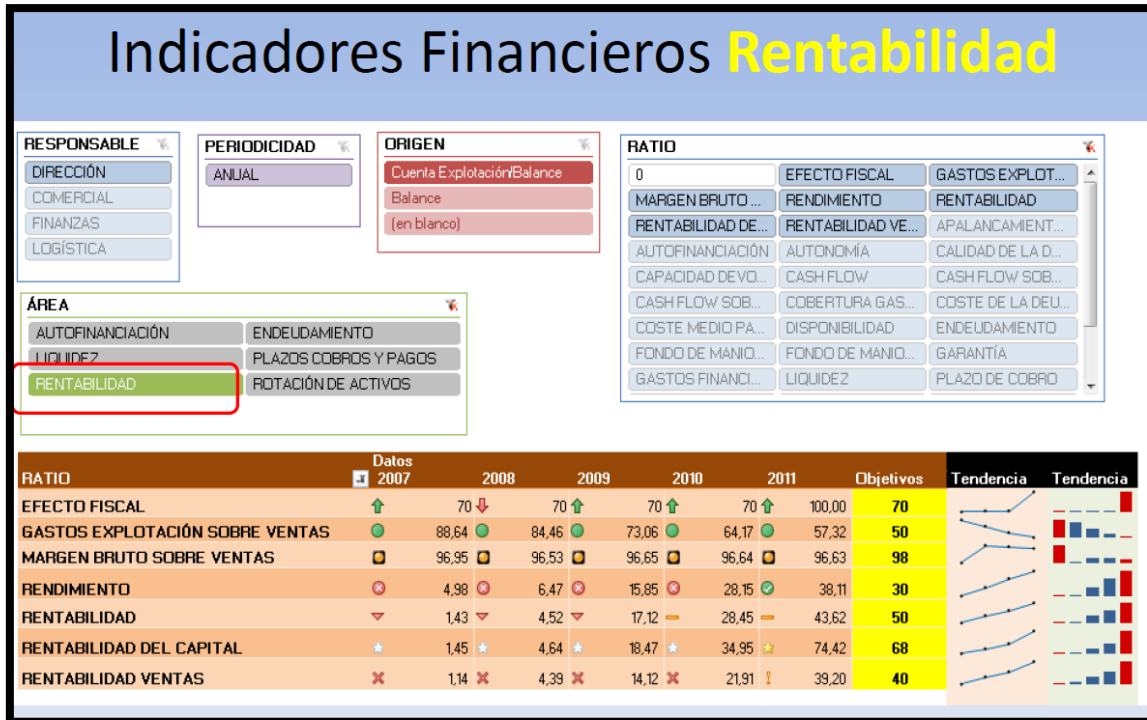 Indicadores Financieros Rentabilidad
RESPONSABLE
DIRECCIÓN
COMERCIAL
FINANZAS
LOGÍSTICA
PERIODICIDAD
ANUAL
ORIGEN
Cuenta Explotación/Balance
Balance
(en blanco)
RATIO
0 EFECTO FISCAL GASTOS EXPLOT...
MARGEN BRUTO ... RENDIMIENTO RENTABILIDAD
RENTABILIDAD DE... RENTABILIDAD VE... APALANCAMIENT...
AUTOFINANCIACIÓN AUTONOMÍA CALIDAD DE LA D...
CAPACIDAD DEVO... CASH FLOW CASH FLOW SOB...
CASH FLOW SOB... COBERTURA GAS... COSTE DE LA DEU...
COSTE MEDIO PA... DISPONIBILIDAD ENDEUDAMIENTO
FONDO DE MANIO... FONDO DE MANIO... GARANTÍA
GASTOS FINANCI... LIQUIDEZ PLAZO DE COBRO
ÁREA
AUTOFINANCIACIÓN ENDEUDAMIENTO
LIQUIDEZ PLAZOS COBROS Y PAGOS
RENTABILIDAD ROTACIÓN DE ACTIVOS
Datos
RATIO 2007 2008 2009 2010 2011 Objetivos Tendencia Tendencia
EFECTO FISCAL 70 70 70 70 100,00 70
GASTOS EXPLOTACIÓN SOBRE VENTAS 88,64 84,46 73,06 64,17 57,32 50
MARGEN BRUTO SOBRE VENTAS 96,95 96,53 96,65 96,64 96,63 98
RENDIMIENTO 4,98 6,47 15,85 28,15 38,11 30
RENTABILIDAD 1,43 4,52 17,12 28,45 43,62 50
RENTABILIDAD DEL CAPITAL 1,45 4,64 18,47 34,95 74,42 68
RENTABILIDAD VENTAS 1,14 4,39 14,12 21,91 39,20 40